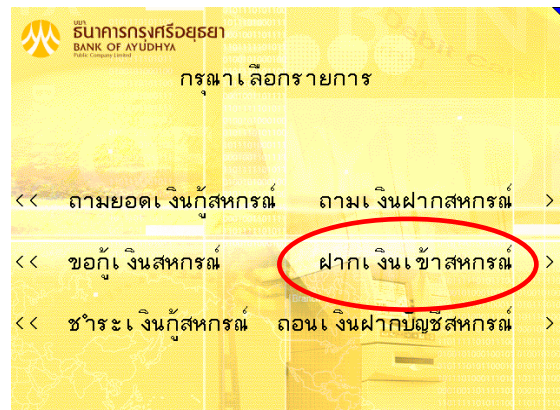 บมจ.
ธนาคารกรุงศรีอยุธยา
BANK OF AYUDHYA
Public Company Limited
กรุณาเลือกรายการ
<< ถามยอดเงินกู้สหกรณ์ ถามเงินฝากสหกรณ์ >
<< ขอกู้เงินสหกรณ์ ฝากเงินเข้าสหกรณ์ >
<< ชำระเงินกู้สหกรณ์ ถอนเงินฝากบัญชีสหกรณ์ >